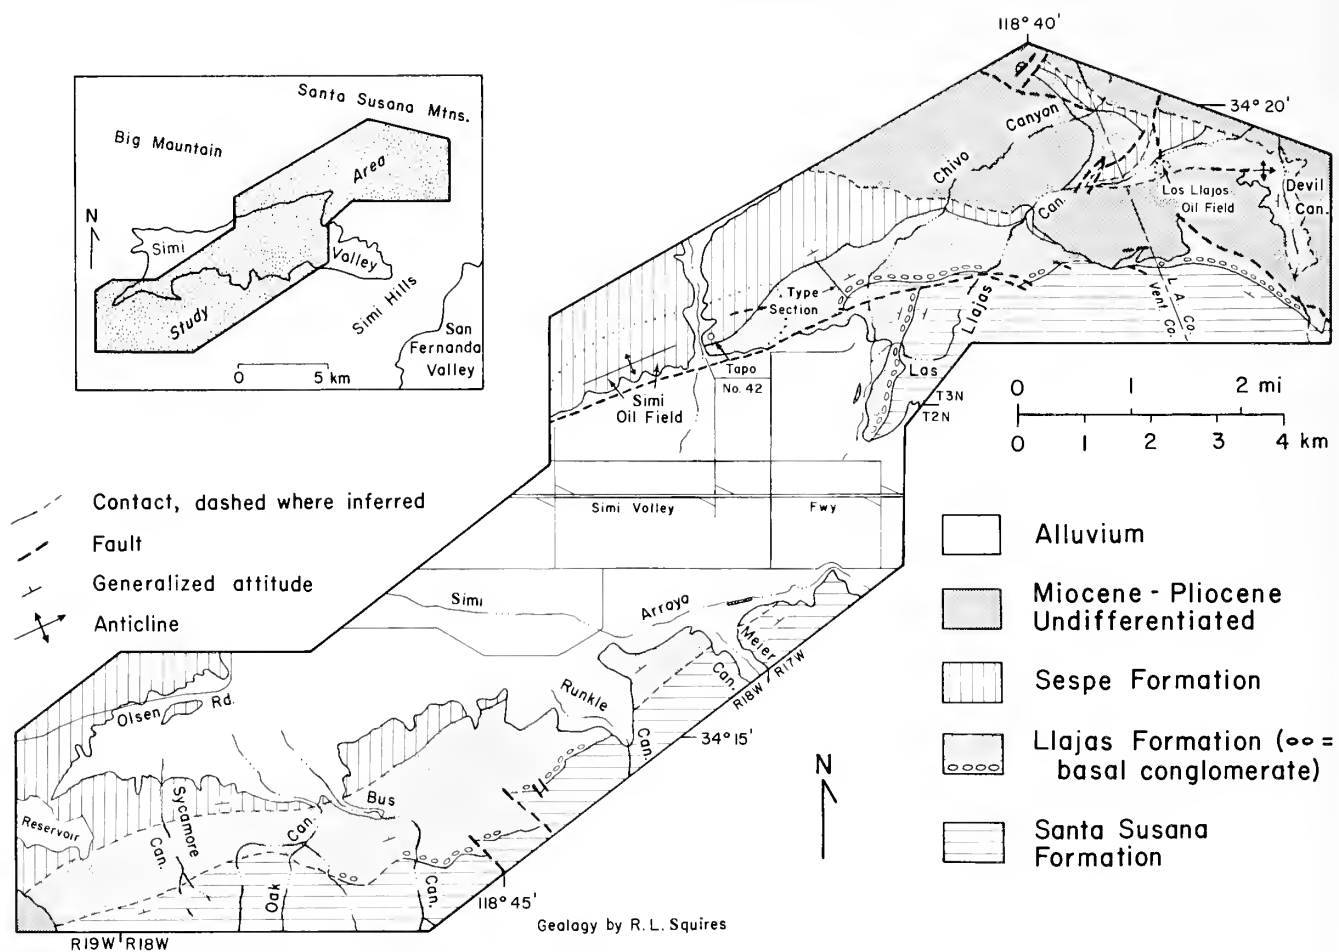 118° 40'
34° 20'
Santa Susana Mtns.
Big Mountain
Area
N
Simi
Valley
Study
Simi Hills
San
Fernanda
Valley
0 5 km
Chivo
Canyon
Can.
Los Llajos
Oil Field
Devil
Can.
Type
Section
Llajas
Las
L. A. Co.
Vent. Co.
Tapo
No. 42
Simi
Oil Field
T3N
T2N
0 1 2 mi
0 1 2 3 4 km
Contact, dashed where inferred
Fault
Generalized attitude
Anticline
Simi Volley Fwy
Simi
Arraya
Meier
Can.
R18W R17W
Runkle
Can.
34° 15'
Olsen Rd.
Reservoir
Sycamore
Can.
Bus
Can.
Oak
Can.
118° 45'
R19W R18W
N
Geology by R. L. Squires
Alluvium
Miocene - Pliocene
Undifferentiated
Sespe Formation
Llajas Formation (∞ =
basal conglomerate)
Santa Susana
Formation